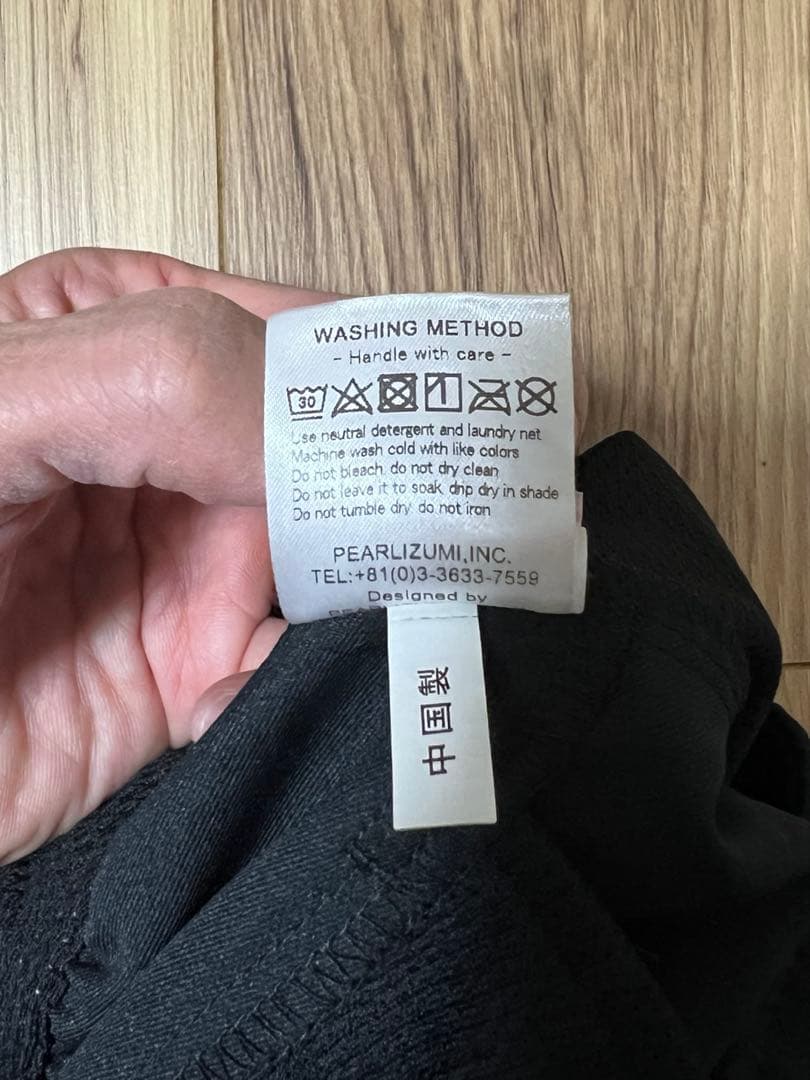 WASHING METHOD
- Handle with care -
30
Use neutral detergent and laundry net
Machine wash cold with like colors
Do not bleach do not dry clean
Do not leave it to soak drip dry in shade
Do not tumble dry do not iron
PEARLIZUMI,INC.
TEL:+81(0)3-3633-7559
Designed by
中国製